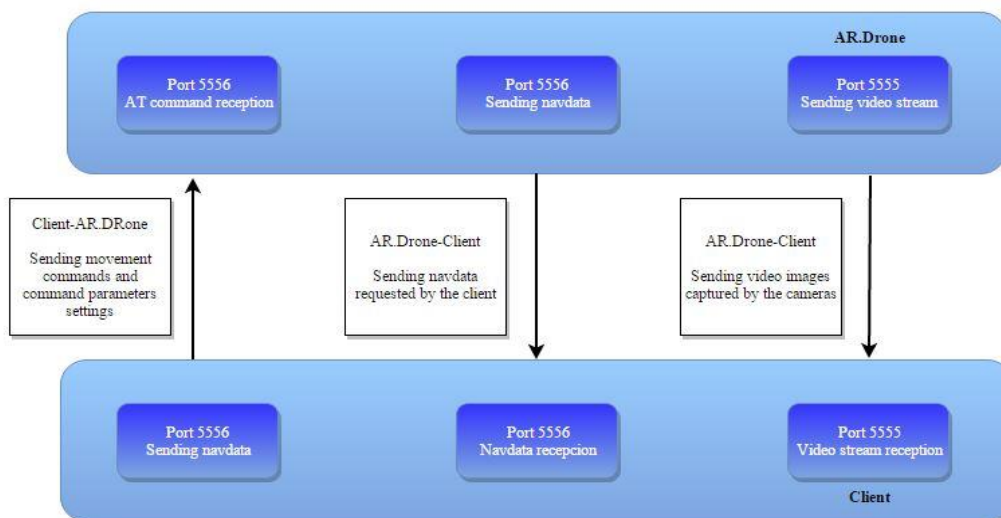 AR.Drone
Port 5556
AT command reception
Port 5556
Sending navdata
Port 5555
Sending video stream
Client-AR.DRone
Sending movement
commands and
command parameters
settings
AR.Drone-Client
Sending navdata
requested by the client
AR.Drone-Client
Sending video images
captured by the cameras
Port 5556
Sending navdata
Port 5556
Navdata repcecion
Port 5555
Video stream reception
Client